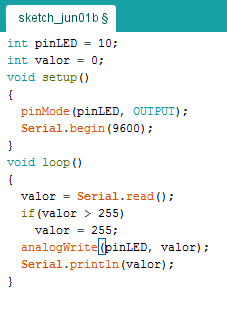 sketch_jun01b §
int pinLED = 10;
int valor = 0;
void setup()
{
  pinMode(pinLED, OUTPUT);
  Serial.begin(9600);
}
void loop()
{
  valor = Serial.read();
  if(valor > 255)
    valor = 255;
  analogWrite(pinLED, valor);
  Serial.println(valor);
}